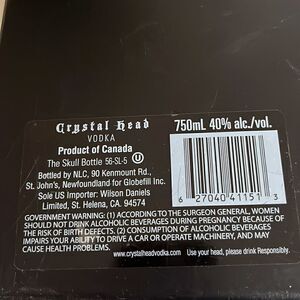 Crystal Head
VODKA
Product of Canada
The Skull Bottle 56-SL-5 U
Bottled by NLC, 90 Kenmount Rd.,
St. John's, Newfoundland for Globefill Inc.
Sole US Importer: Wilson Daniels
Limited, St. Helena, CA. 94574
750mL 40% alc./vol.
6 27040 41151 3
GOVERNMENT WARNING: (1) ACCORDING TO THE SURGEON GENERAL, WOMEN
SHOULD NOT DRINK ALCOHOLIC BEVERAGES DURING PREGNANCY BECAUSE OF
THE RISK OF BIRTH DEFECTS. (2) CONSUMPTION OF ALCOHOLIC BEVERAGES
IMPAIRS YOUR ABILITY TO DRIVE A CAR OR OPERATE MACHINERY, AND MAY
CAUSE HEALTH PROBLEMS.
www.crystalheadvodka.com Use your head, please drink Responsibly.